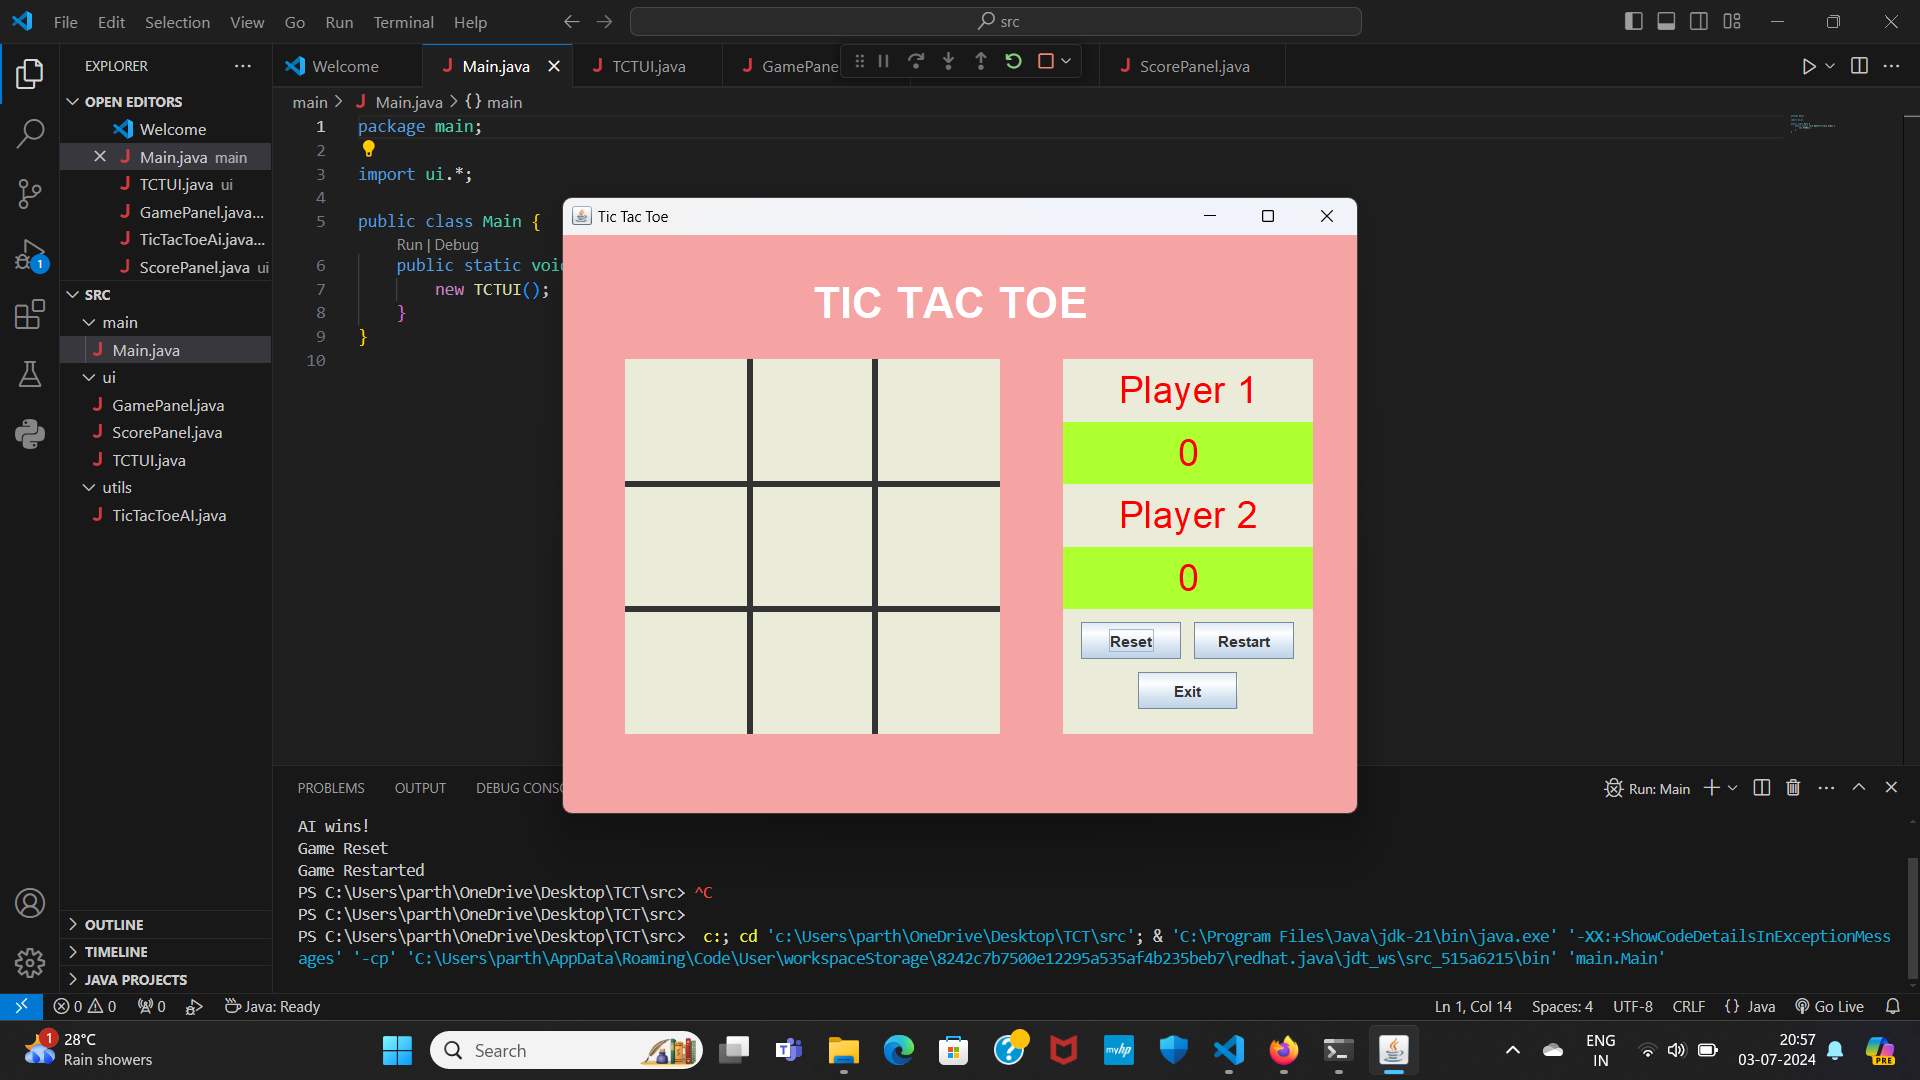 File Edit Selection View Go Run Terminal Help
src
EXPLORER
OPEN EDITORS
Welcome
Main.java main
TCTUI.java ui
GamePanel.java...
TicTacToeAi.java...
ScorePanel.java ui
SRC
main
Main.java
ui
GamePanel.java
ScorePanel.java
TCTUI.java
utils
TicTacToeAI.java
OUTLINE
TIMELINE
JAVA PROJECTS
Welcome Main.java TCTUI.java GamePane ScorePanel.java
main > Main.java > {} main
1 package main;
2
3 import ui.*;
4
5 public class Main {
Run | Debug
6 public static voi
7 new TCTUI();
8 }
9 }
10
Tic Tac Toe
TIC TAC TOE
Player 1
0
Player 2
0
Reset Restart
Exit
PROBLEMS OUTPUT DEBUG CONSO
Run: Main
AI wins!
Game Reset
Game Restarted
PS C:\Users\parth\OneDrive\Desktop\TCT\src> ^C
PS C:\Users\parth\OneDrive\Desktop\TCT\src>
PS C:\Users\parth\OneDrive\Desktop\TCT\src> c:; cd 'c:\Users\parth\OneDrive\Desktop\TCT\src'; & 'C:\Program Files\Java\jdk-21\bin\java.exe' '-XX:+ShowCodeDetailsInExceptionMess
ages' '-cp' 'C:\Users\parth\AppData\Roaming\Code\User\workspaceStorage\8242c7b7500e12295a535af4b235beb7\redhat.java\jdt_ws\src_515a6215\bin' 'main.Main'
0 0 0 Java: Ready
Ln 1, Col 14 Spaces: 4 UTF-8 CRLF {} Java Go Live
1
1
28°C
Rain showers
Search
myhp
ENG
IN
20:57
03-07-2024
PRE